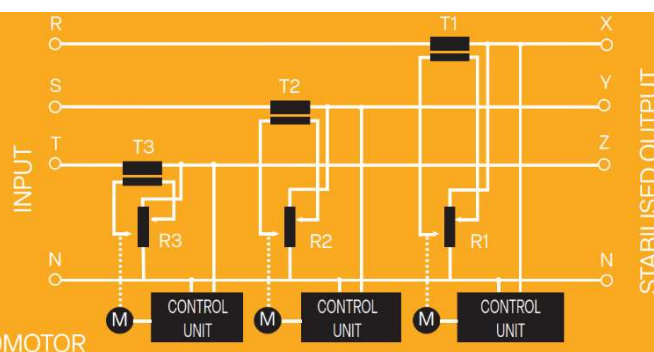 R T1 X
S T2 Y
T T3 Z
INPUT
STABILISED OUTPUT
R3 R2 R1
N N
M CONTROL UNIT M CONTROL UNIT M CONTROL UNIT
OMOTOR